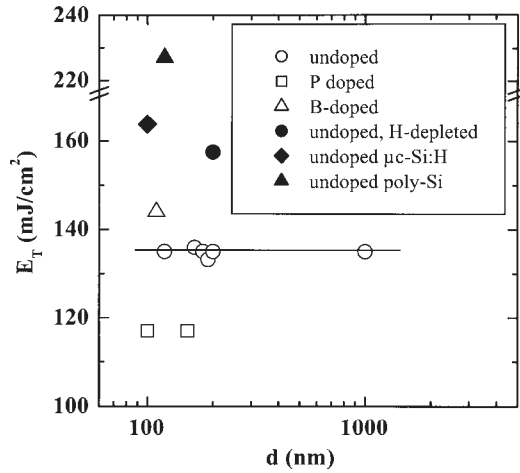 240
220
160
140
120
100
E_T (mJ/cm²)
undoped
P doped
B-doped
undoped, H-depleted
undoped µc-Si:H
undoped poly-Si
100
1000
d (nm)